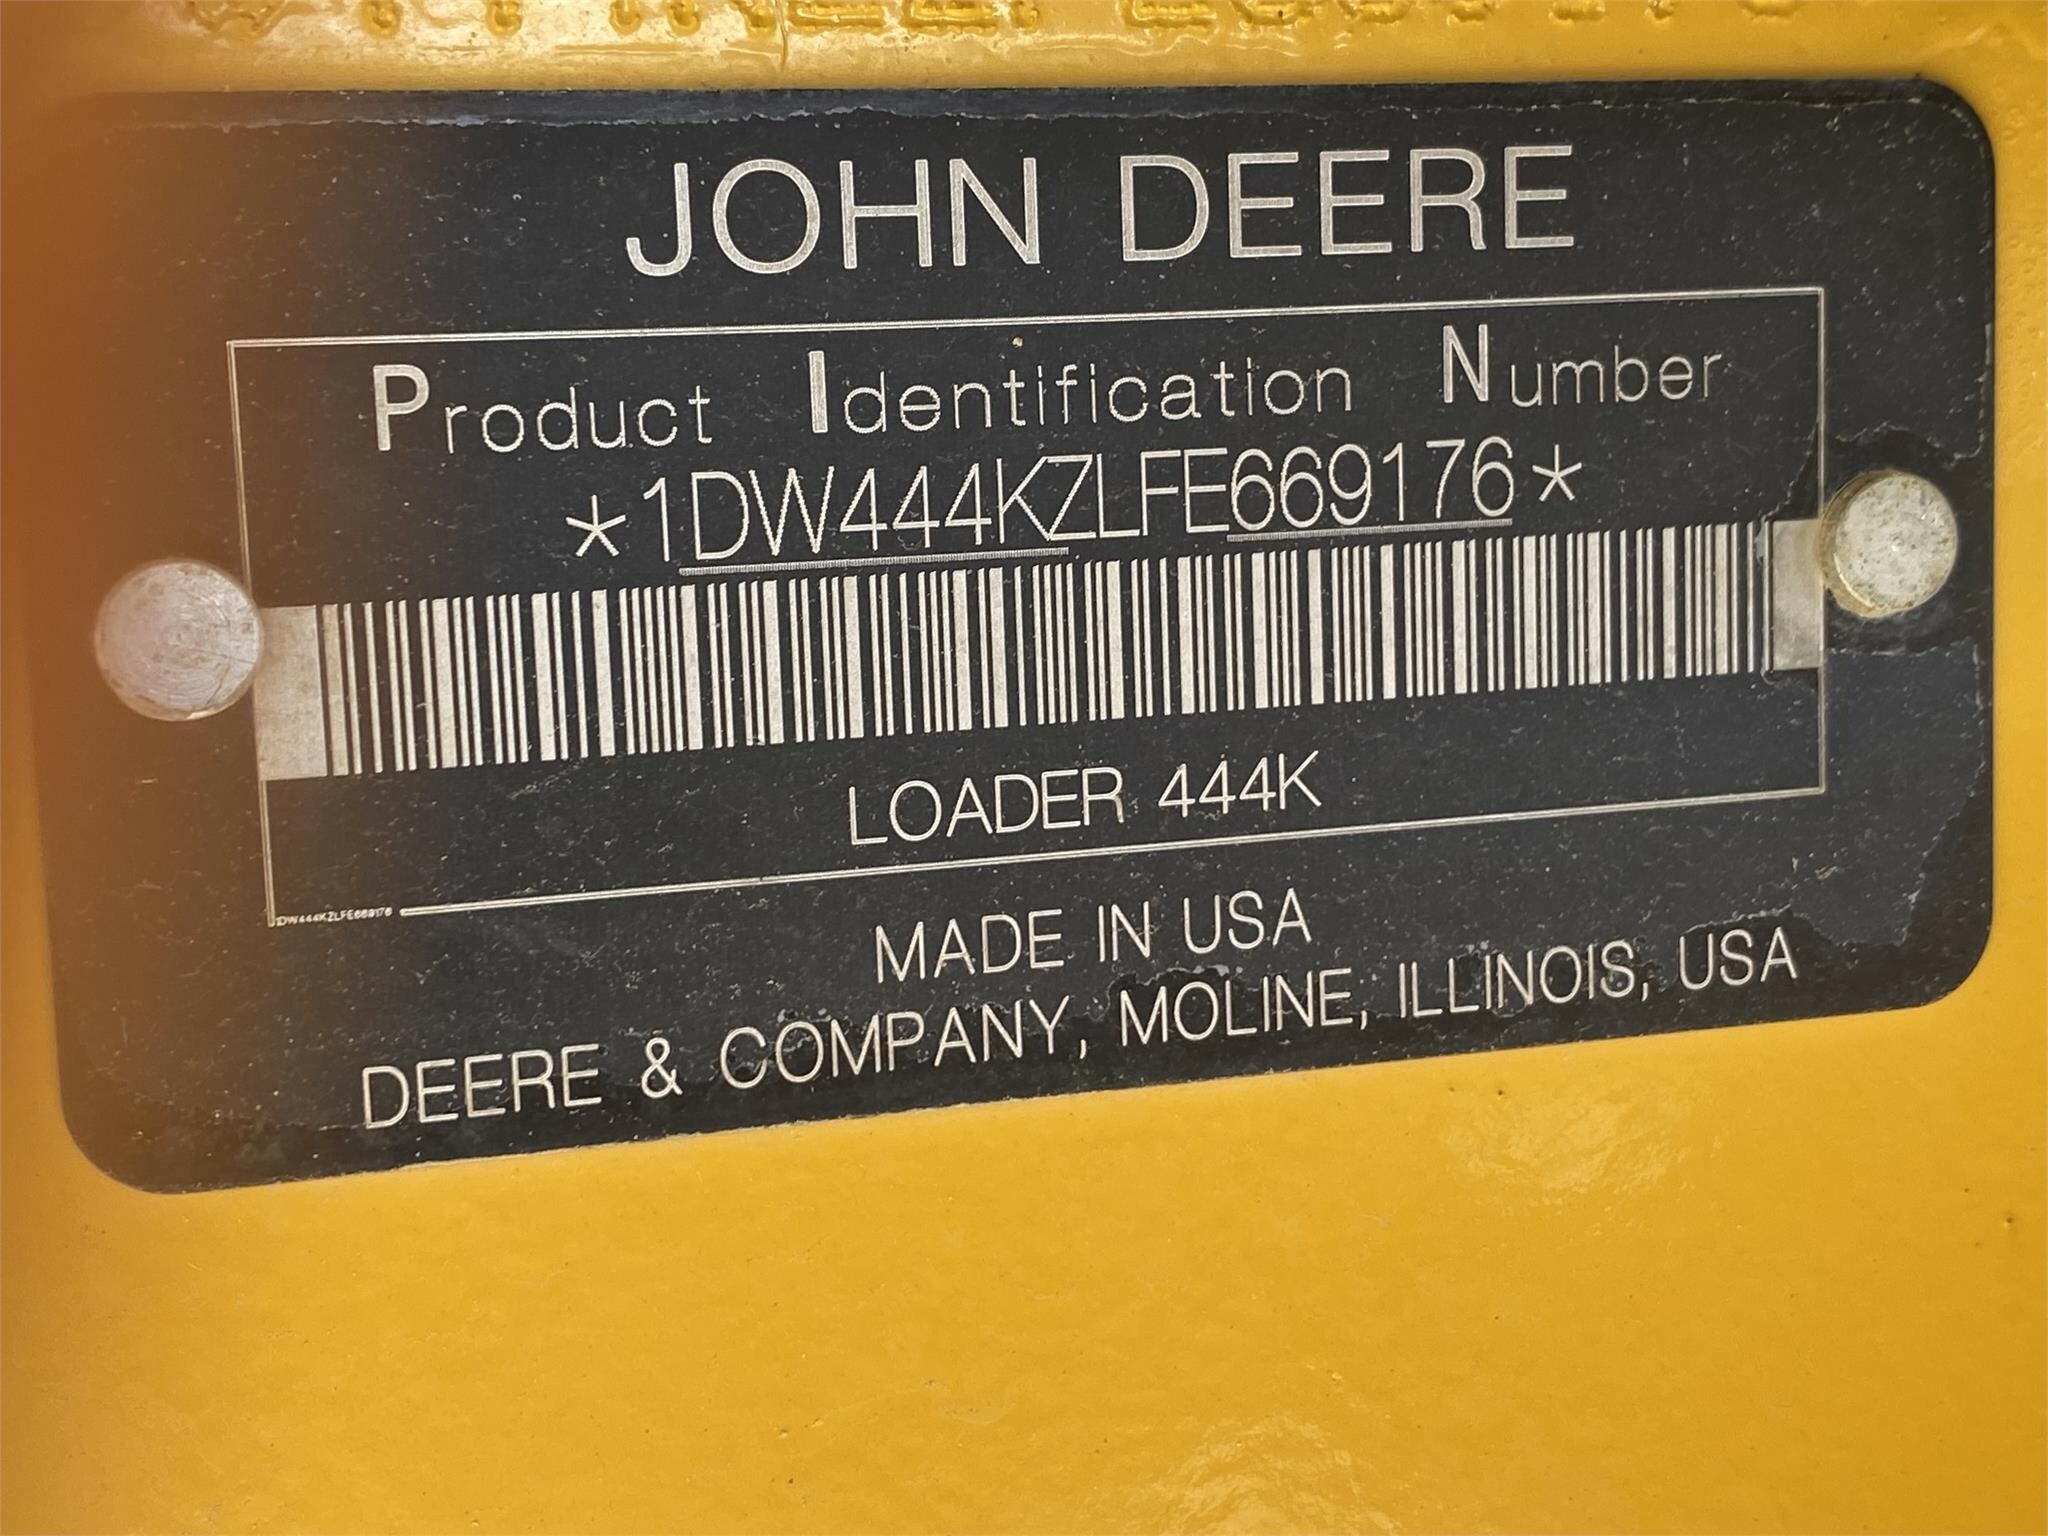 JOHN DEERE
Product Identification Number
*1DW444KZLFE669176*
LOADER 444K
1DW444KZLFE669176
MADE IN USA
DEERE & COMPANY, MOLINE, ILLINOIS, USA